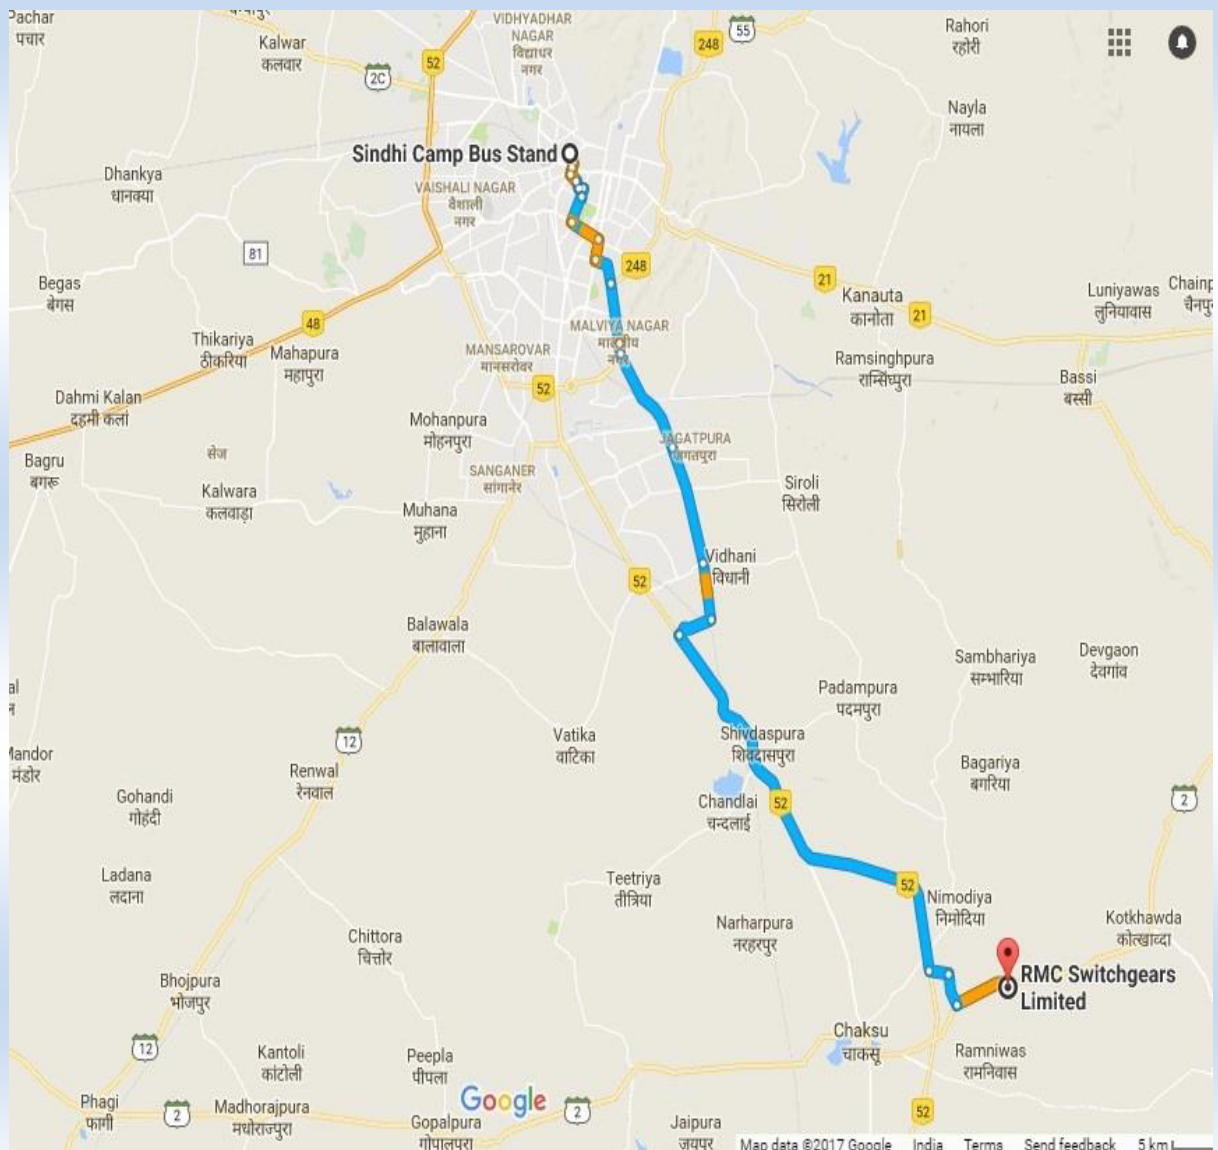 Pachar
पचार
VIDHYADHAR
NAGAR
विद्याधर
नगर
Kalwar
कलवार
52
2C
248
55
Rahori
रहोरी
Nayla
नायला
Sindhi Camp Bus Stand
Dhankya
धानक्या
VAISHALI NAGAR
वैशाली
नगर
81
248
21
Begas
बेगस
Kanauta
कानोता
21
Luniyawas
लुनियावास
48
Thikariya
ठीकरिया
Mahapura
महापुरा
MALVIYA NAGAR
नगर
MANSAROVAR
मानसरोवर
Ramsinghpura
52
Bassi
बस्सी
Dahmi Kalan
दहमी कलां
Mohanpura
मोहनपुरा
JAGATPURA
जगतपुरा
सेज
Bagru
बगरू
SANGANER
सांगानेर
Siroli
सिरोली
Kalwara
कलवाड़ा
Muhana
मुहाना
Vidhani
विधानी
52
Balawala
बालावाला
Sambhariya
सम्भारिया
Devgaon
देवगांव
Padampura
पदमपुरा
12
Vatika
वाटिका
Shivdaspura
शिवदासपुरा
Mandor
मंडोर
Renwal
रेनवाल
Bagariya
बगरिया
Gohandi
गोहंदी
Chandlai
चन्दलाई
52
2
Ladana
लदाना
Teetriya
तीत्रिया
52
Nimodiya
निमोदिया
Narharpura
नरहरपुर
Kotkhawda
कोत्खाव्दा
Chittora
चित्तोर
Bhojpura
भोजपुर
RMC Switchgears
Limited
Chaksu
चाकसू
12
Kantoli
कांटोली
Peepla
पीपला
Ramniwas
रामनिवास
Phagi
फागी
2
Madhorajpura
मधोराज्पुरा
Google
Gopalpura
गोपालपुरा
2
Jaipura
जयपुर
52
Map data ©2017 Google India Terms Send feedback 5 km